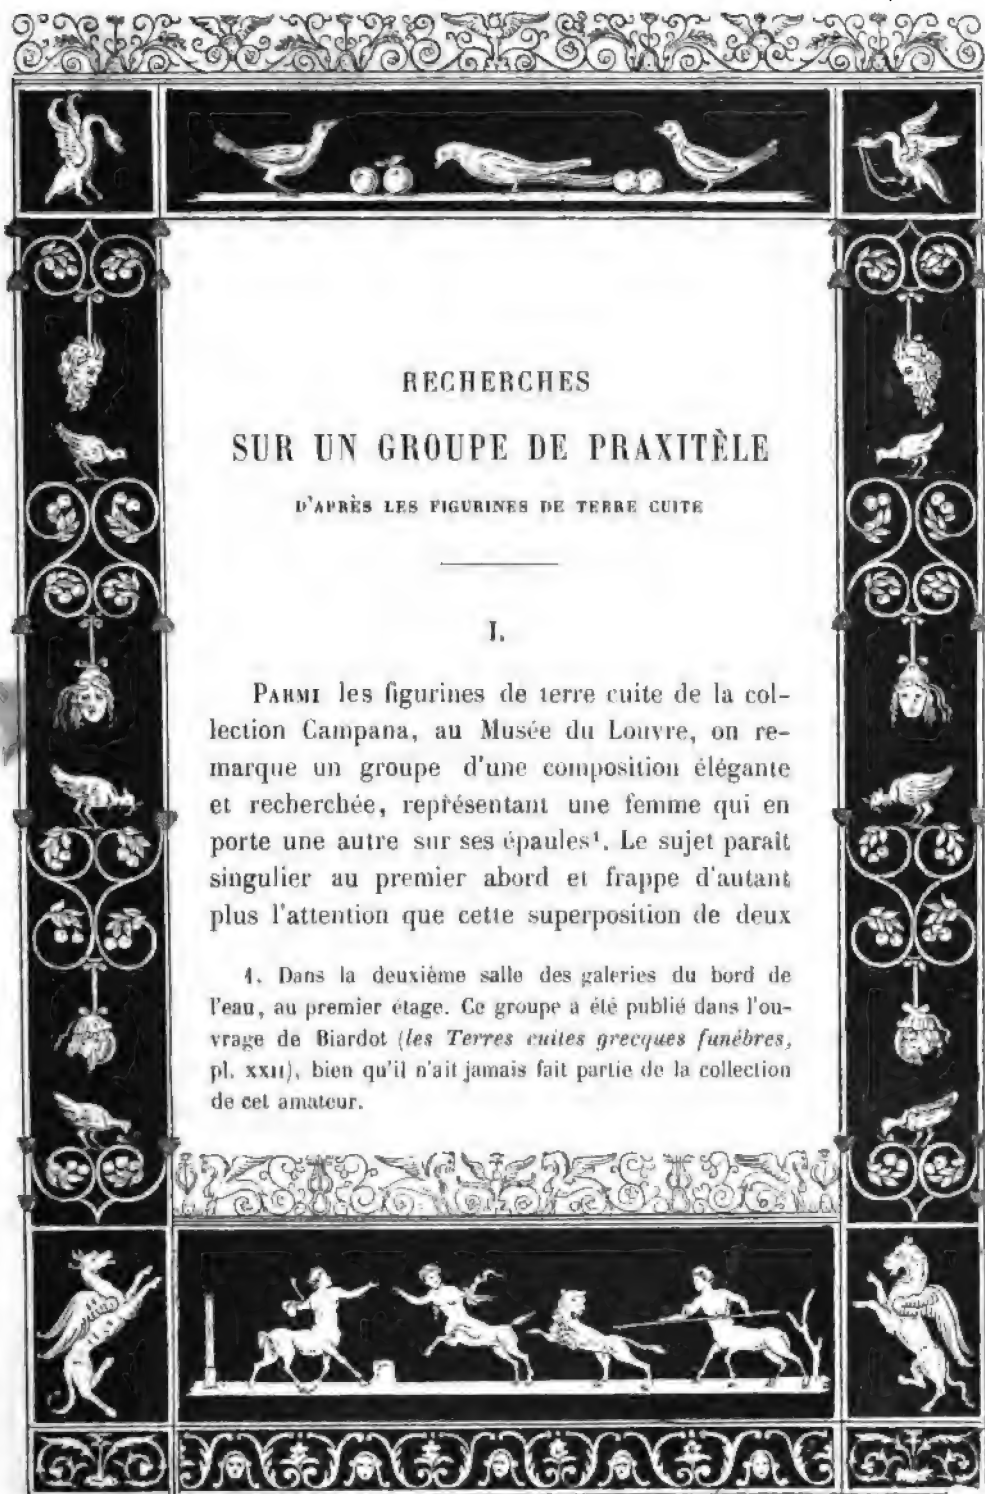 RECHERCHES
SUR UN GROUPE DE PRAXITÈLE
D'APRÈS LES FIGURINES DE TERRE CUITE
I.
PARMI les figurines de terre cuite de la col-
lection Campana, au Musée du Louvre, on re-
marque un groupe d'une composition élégante
et recherchée, représentant une femme qui en
porte une autre sur ses épaules¹. Le sujet paraît
singulier au premier abord et frappe d'autant
plus l'attention que cette superposition de deux
1. Dans la deuxième salle des galeries du bord de
l'eau, au premier étage. Ce groupe a été publié dans l'ou-
vrage de Biardot (les Terres cuites grecques funèbres,
pl. XXII), bien qu'il n'ait jamais fait partie de la collection
de cet amateur.